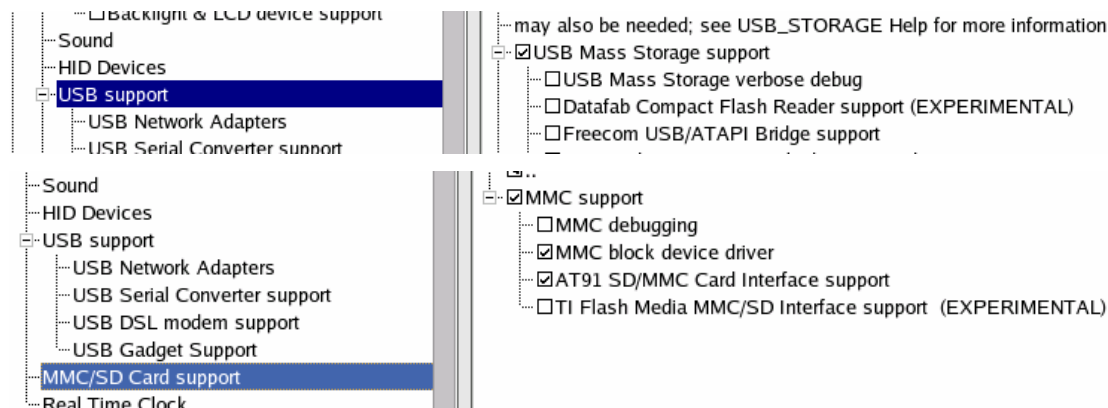 Backlight & LCD device support
Sound
HID Devices
USB support
USB Network Adapters
USB Serial Converter support
may also be needed; see USB_STORAGE Help for more information
USB Mass Storage support
USB Mass Storage verbose debug
Datafab Compact Flash Reader support (EXPERIMENTAL)
Freecom USB/ATAPI Bridge support
Sound
HID Devices
USB support
USB Network Adapters
USB Serial Converter support
USB DSL modem support
USB Gadget Support
MMC/SD Card support
Real Time Clock
..
MMC support
MMC debugging
MMC block device driver
AT91 SD/MMC Card Interface support
TI Flash Media MMC/SD Interface support (EXPERIMENTAL)